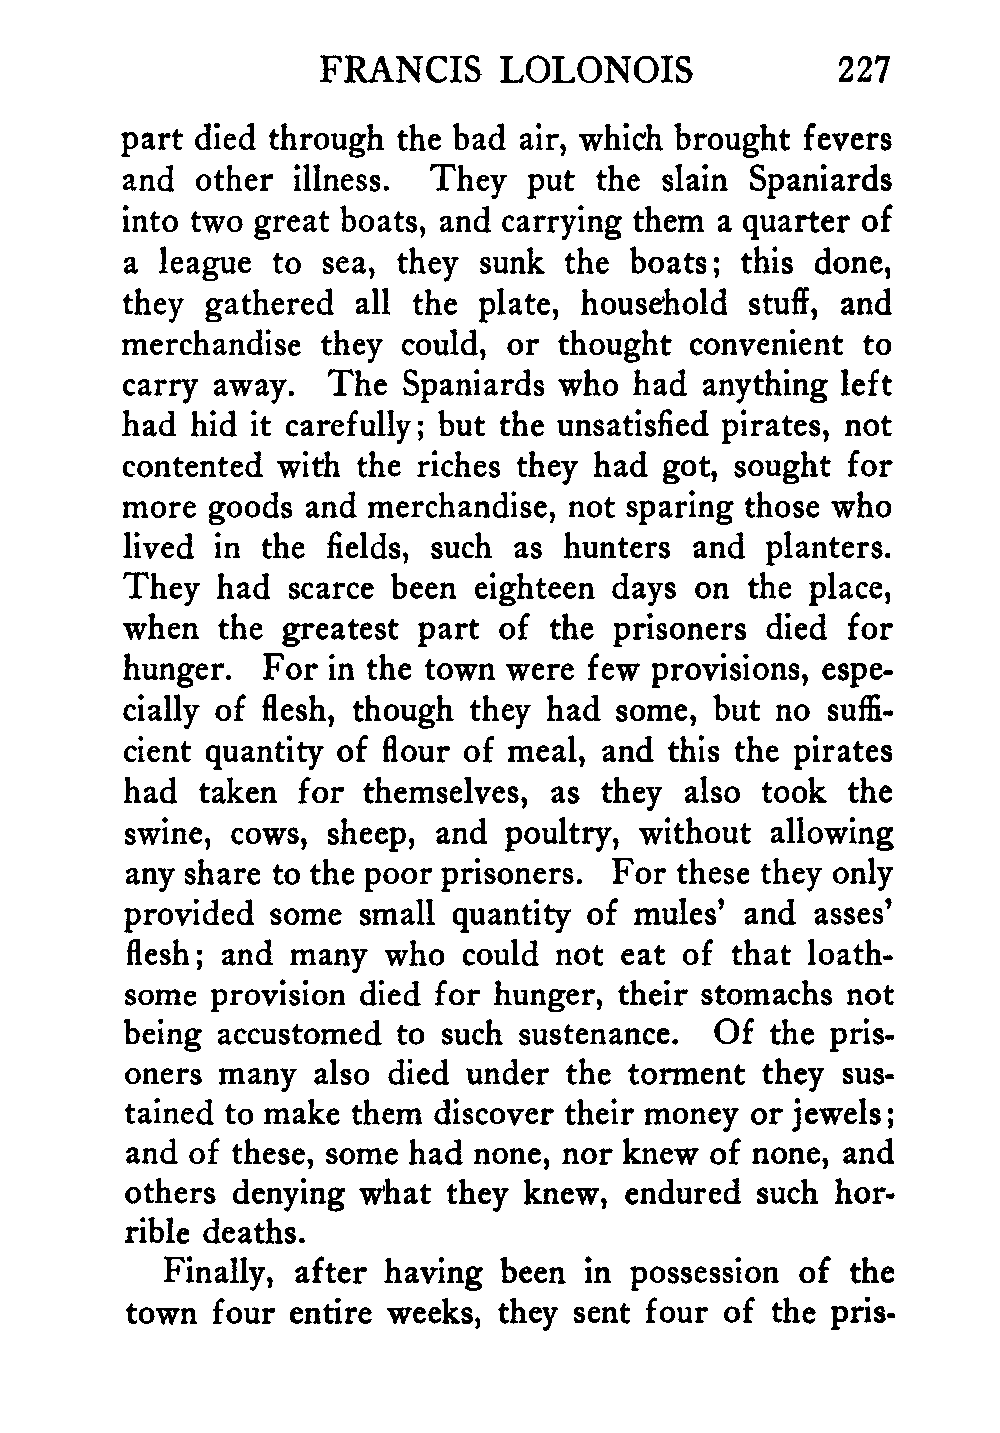 FRANCIS LOLONOIS 227
part died through the bad air, which brought fevers
and other illness. They put the slain Spaniards
into two great boats, and carrying them a quarter of
a league to sea, they sunk the boats; this done,
they gathered all the plate, household stuff, and
merchandise they could, or thought convenient to
carry away. The Spaniards who had anything left
had hid it carefully; but the unsatisfied pirates, not
contented with the riches they had got, sought for
more goods and merchandise, not sparing those who
lived in the fields, such as hunters and planters.
They had scarce been eighteen days on the place,
when the greatest part of the prisoners died for
hunger. For in the town were few provisions, espe-
cially of flesh, though they had some, but no suffi-
cient quantity of flour of meal, and this the pirates
had taken for themselves, as they also took the
swine, cows, sheep, and poultry, without allowing
any share to the poor prisoners. For these they only
provided some small quantity of mules' and asses'
flesh; and many who could not eat of that loath-
some provision died for hunger, their stomachs not
being accustomed to such sustenance. Of the pris-
oners many also died under the torment they sus-
tained to make them discover their money or jewels;
and of these, some had none, nor knew of none, and
others denying what they knew, endured such hor-
rible deaths.
Finally, after having been in possession of the
town four entire weeks, they sent four of the pris-